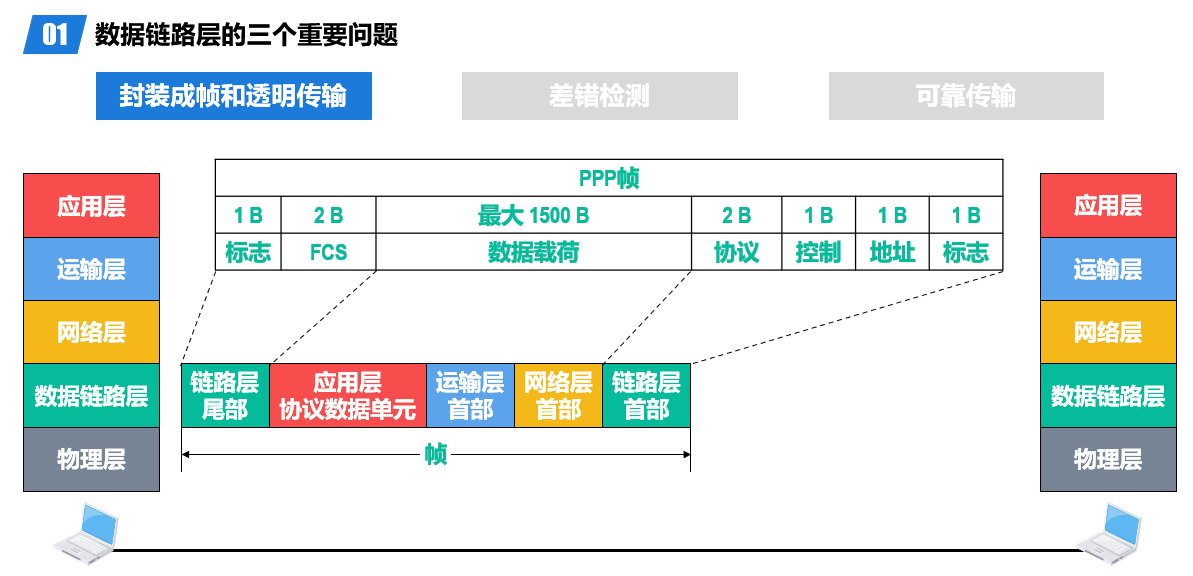 01 数据链路层的三个重要问题
封装成帧和透明传输 差错检测 可靠传输
PPP帧
1 B 2 B 最大 1500 B 2 B 1 B 1 B 1 B
标志 FCS 数据载荷 协议 控制 地址 标志
应用层
运输层
网络层
数据链路层
物理层
链路层
尾部
应用层
协议数据单元
运输层
首部
网络层
首部
链路层
首部
帧
应用层
运输层
网络层
数据链路层
物理层